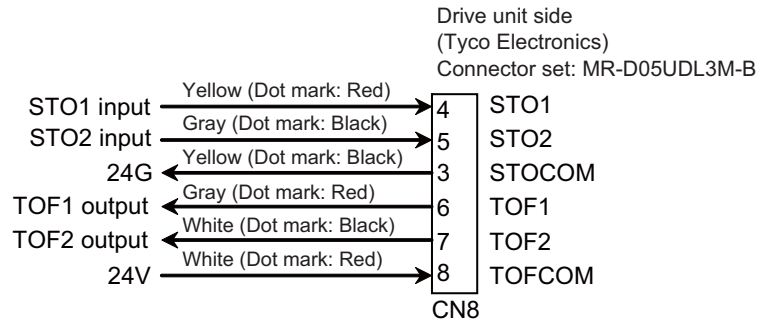 Drive unit side
(Tyco Electronics)
Connector set: MR-D05UDL3M-B
STO1 input Yellow (Dot mark: Red) 4 STO1
STO2 input Gray (Dot mark: Black) 5 STO2
24G Yellow (Dot mark: Black) 3 STOCOM
TOF1 output Gray (Dot mark: Red) 6 TOF1
TOF2 output White (Dot mark: Black) 7 TOF2
24V White (Dot mark: Red) 8 TOFCOM
CN8